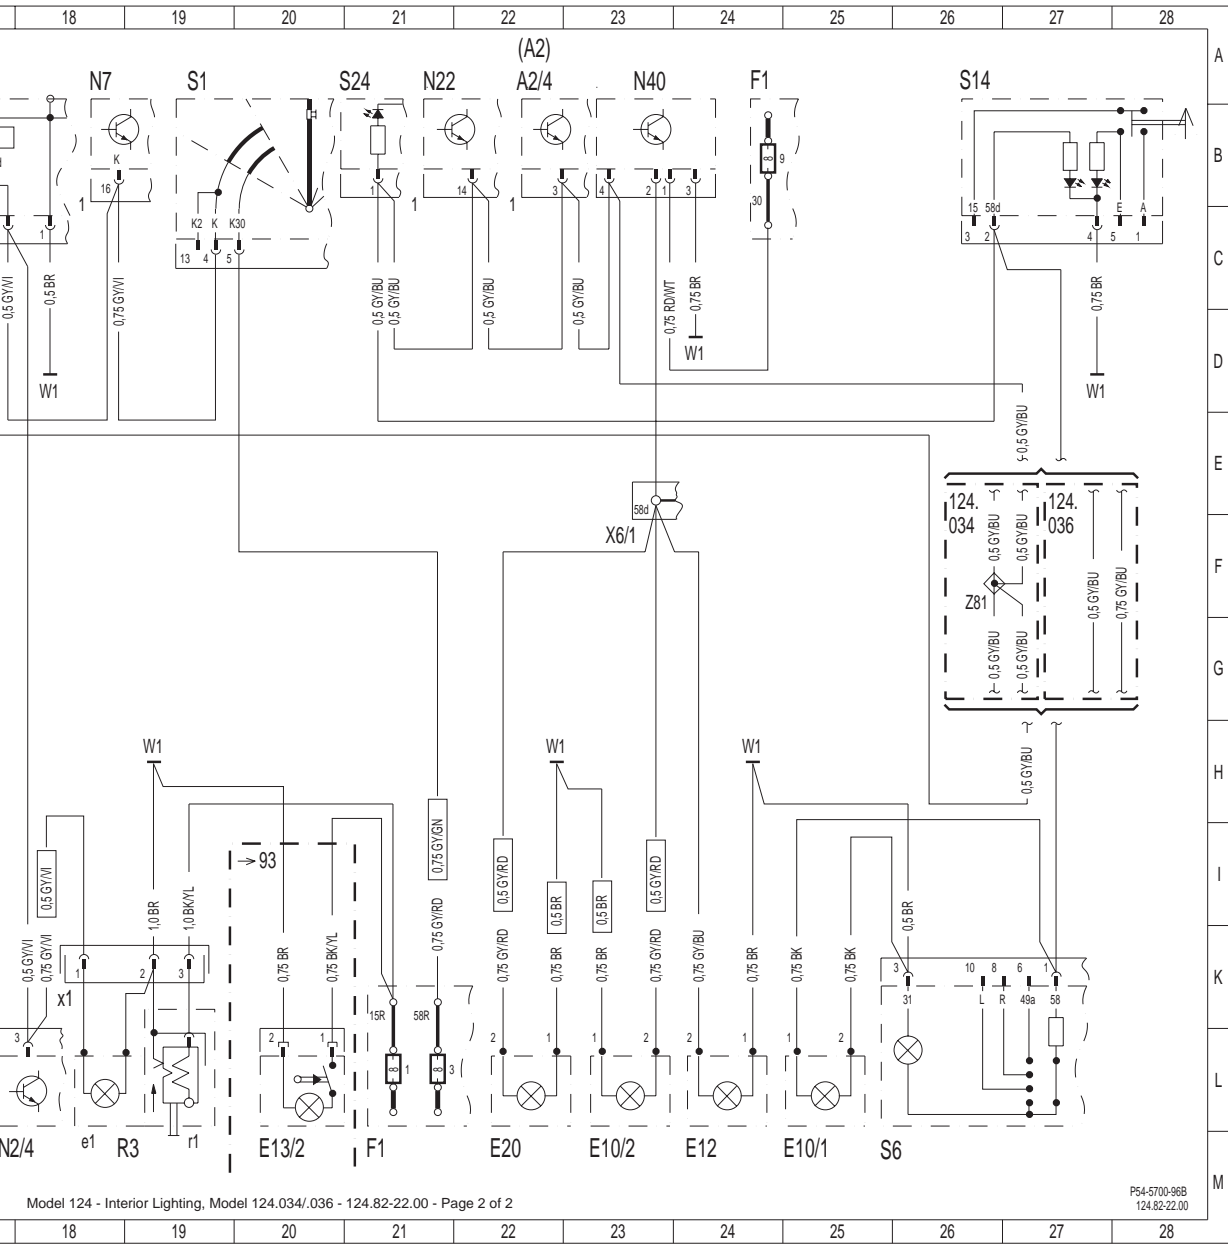 18 19 20 21 22 23 24 25 26 27 28
A
(A2)
N7 S1 S24 N22 A2/4 N40 F1 S14
B
K
9
16 1 14 3 4 2 1 3 30
1 1 1
15 58d E A
K2 K K30
3 2 4 5 1
13 4 5
C
0,5 GY/VI
0,5 BR
0,75 GY/VI
0,5 GY/BU
0,5 GY/BU
0,5 GY/BU
0,5 GY/BU
0,75 RD/WT
0,75 BR
0,75 BR
W1
D
W1 W1
0,5 GY/BU
E
58d
124.
034
124.
036
X6/1
F
0,5 GY/BU
0,5 GY/BU
0,5 GY/BU
0,75 GY/BU
Z81
0,5 GY/BU
0,5 GY/BU
G
W1 W1 W1
H
0,5 GY/BU
0,75 GY/GN
93
0,5 GY/VI
0,5 GY/RD
0,5 GY/RD
I
0,5 BR
0,5 BR
1,0 BR
1,0 BK/YL
0,75 GY/RD
0,5 BR
0,5 GY/VI
0,75 GY/VI
0,75 BR
0,75 BK/YL
0,75 GY/RD
0,75 BR
0,75 BR
0,75 GY/RD
0,75 GY/BU
0,75 BR
0,75 BK
0,75 BK
K
1 2 3
3 10 8 6 1
x1
31 L R 49a 58
15R 58R
3 2 1 2 1 1 2 2 1 1 2
1 3
L
N2/4 e1 R3 r1 E13/2 F1 E20 E10/2 E12 E10/1 S6
M
Model 124 - Interior Lighting, Model 124.034/.036 - 124.82-22.00 - Page 2 of 2
P54-5700-96B
124.82-22.00
18 19 20 21 22 23 24 25 26 27 28